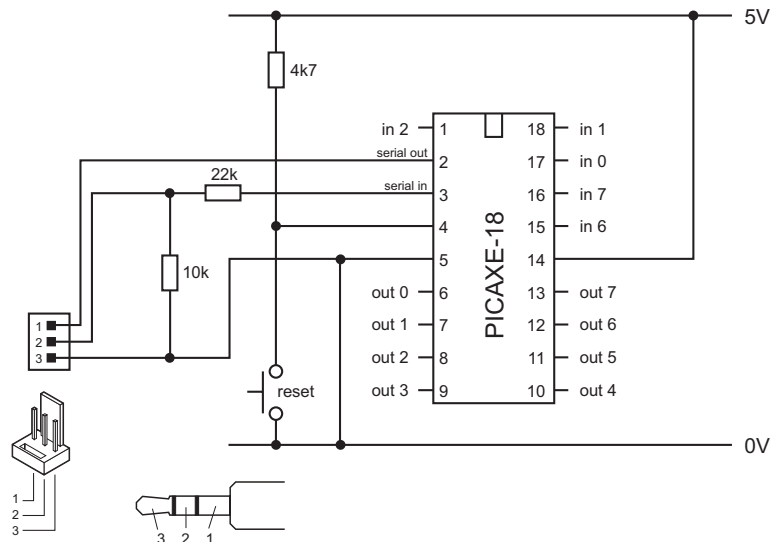 5V
4k7
in 2 1 18 in 1
serial out
2 17 in 0
22k
serial in
3 16 in 7
4 15 in 6
5 14
10k
PICAXE-18
out 0 6 13 out 7
out 1 7 12 out 6
out 2 8 11 out 5
out 3 9 10 out 4
1
2
3
reset
0V
1
2
3
3 2 1